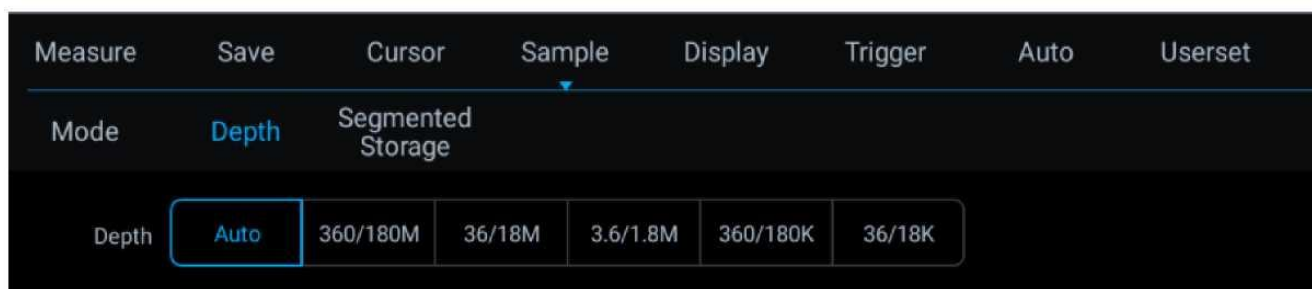 Measure Save Cursor Sample Display Trigger Auto Userset
Mode Depth Segmented
Storage
Depth Auto 360/180M 36/18M 3.6/1.8M 360/180K 36/18K